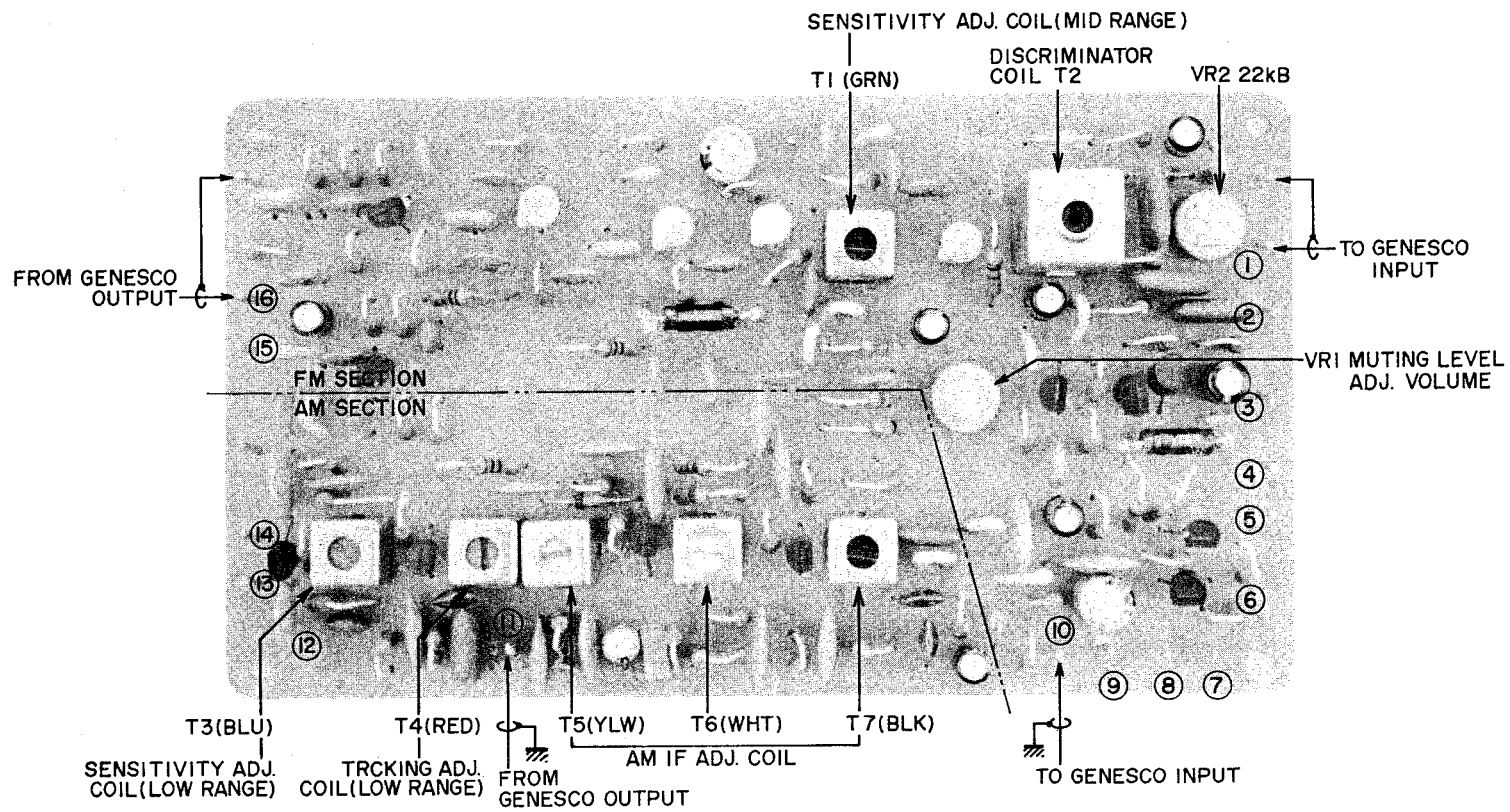 SENSITIVITY ADJ. COIL(MID RANGE)
T1 (GRN)
DISCRIMINATOR
COIL T2
VR2 22kB
FROM GENESCO
OUTPUT
TO GENESCO
INPUT
1
16
2
15
VR1 MUTING LEVEL
ADJ. VOLUME
FM SECTION
AM SECTION
3
4
5
14
13
6
11
10
12
9
8
7
T3(BLU)
T4(RED)
T5(YLW)
T6(WHT)
T7(BLK)
AM IF ADJ. COIL
SENSITIVITY ADJ.
COIL(LOW RANGE)
TRCKING ADJ.
COIL(LOW RANGE)
FROM
GENESCO OUTPUT
TO GENESCO INPUT